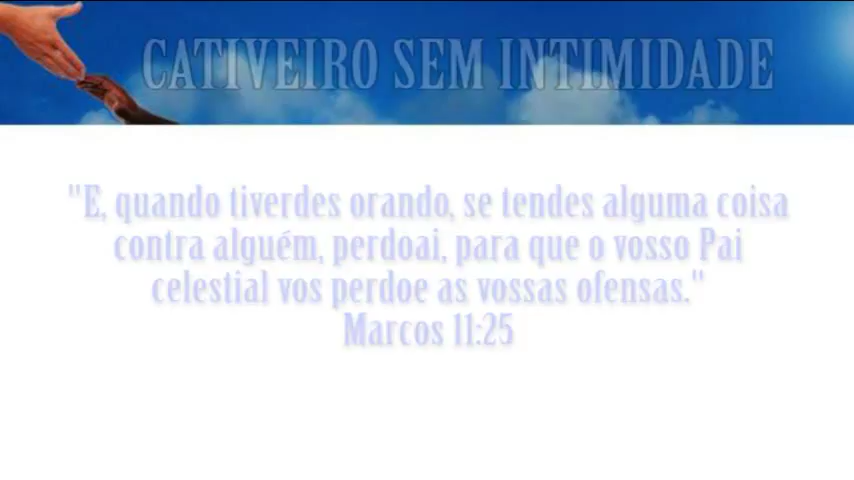 CATIVEIRO SEM INTIMIDADE
"E, quando tiverdes orando, se tendes alguma coisa
contra alguém, perdoai, para que o vosso Pai
celestial vos perdoe as vossas ofensas."
Marcos 11:25